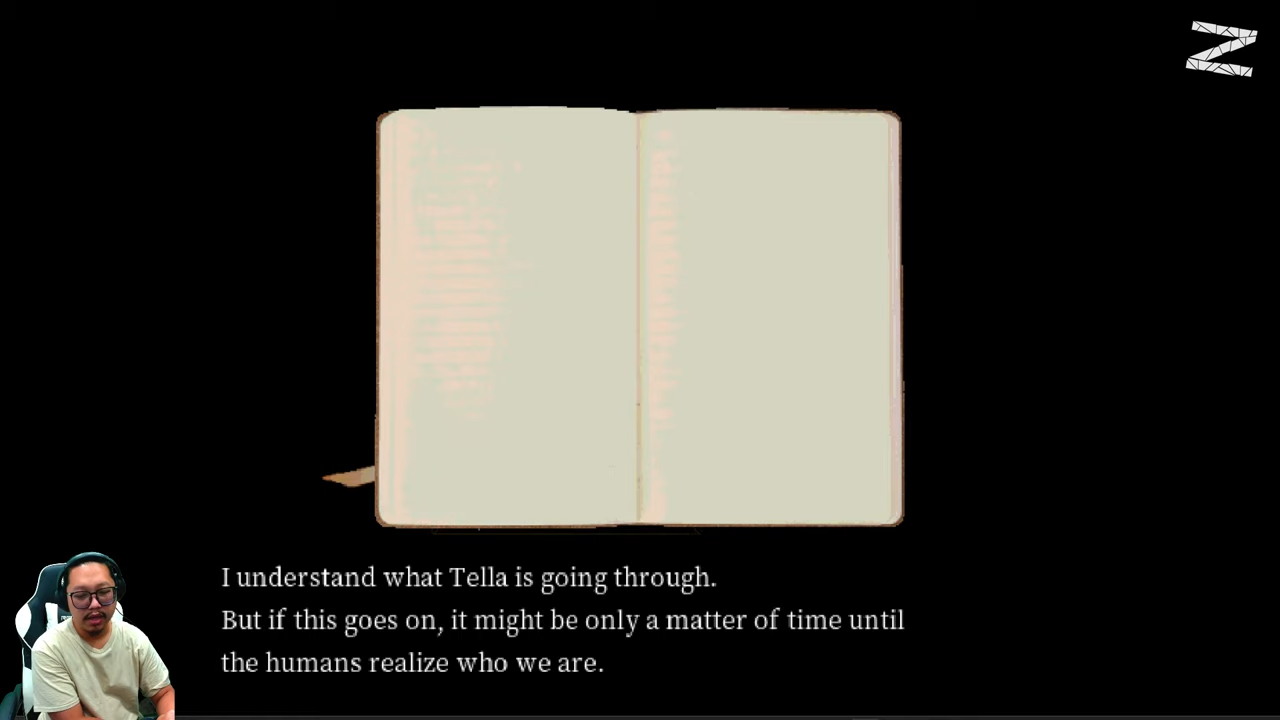 Z
I understand what Tella is going through.
But if this goes on, it might be only a matter of time until
the humans realize who we are.